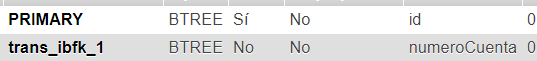 PRIMARY BTREE Sí No id 0
trans_ibfk_1 BTREE No No numeroCuenta 0